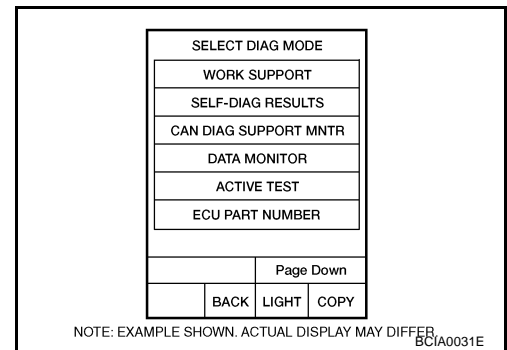 SELECT DIAG MODE
WORK SUPPORT
SELF-DIAG RESULTS
CAN DIAG SUPPORT MNTR
DATA MONITOR
ACTIVE TEST
ECU PART NUMBER
Page Down
BACK LIGHT COPY
NOTE: EXAMPLE SHOWN. ACTUAL DISPLAY MAY DIFFER.
BCIA0031E